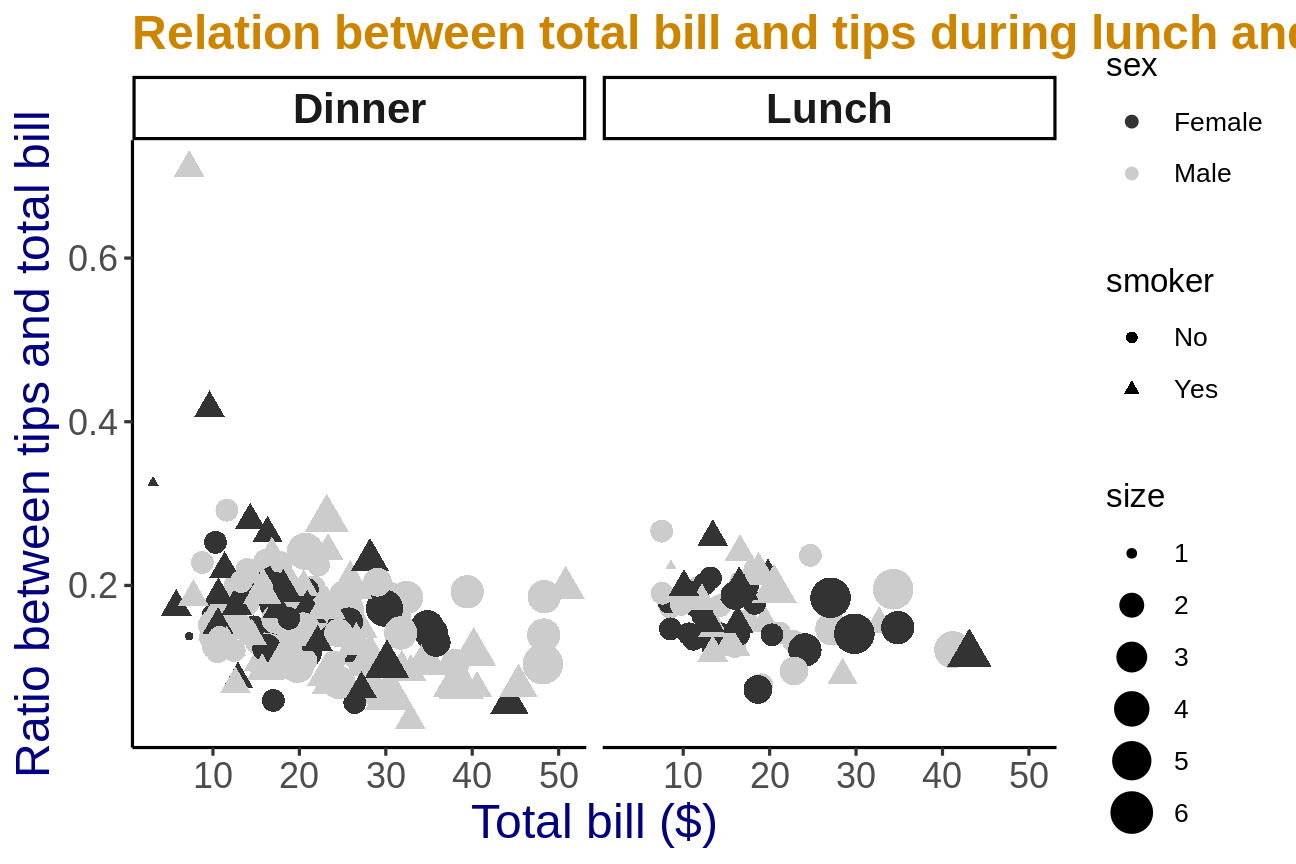 Relation between total bill and tips during lunch and
Dinner
Lunch
Ratio between tips and total bill
0.6
0.4
0.2
10 20 30 40 50
10 20 30 40 50
Total bill ($)
sex
Female
Male
smoker
No
Yes
size
1
2
3
4
5
6